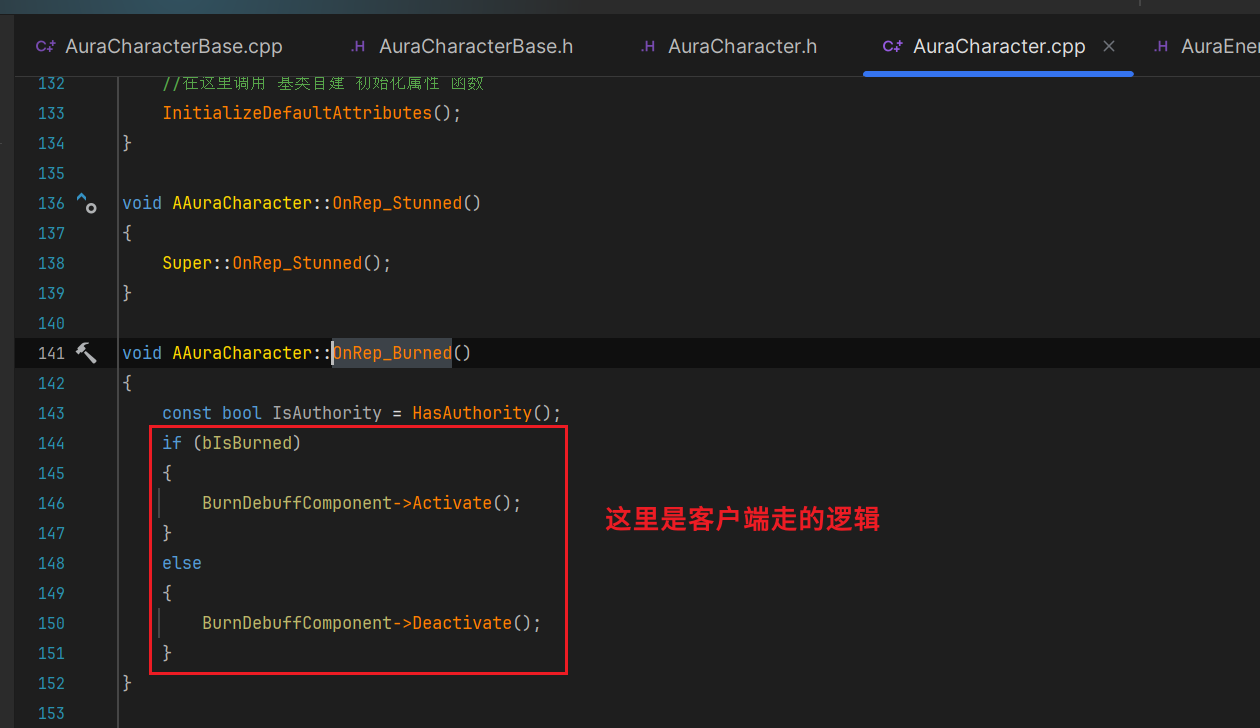 AuraCharacterBase.cpp
AuraCharacterBase.h
AuraCharacter.h
AuraCharacter.cpp
AuraEner
132 //在这里调用 基类自建 初始化属性 函数
133 InitializeDefaultAttributes();
134 }
135
136 void AAuraCharacter::OnRep_Stunned()
137 {
138 Super::OnRep_Stunned();
139 }
140
141 void AAuraCharacter::OnRep_Burned()
142 {
143 const bool IsAuthority = HasAuthority();
144 if (bIsBurned)
145 {
146 BurnDebuffComponent->Activate();
147 }
148 else
149 {
150 BurnDebuffComponent->Deactivate();
151 }
152 }
153
这里是客户端走的逻辑